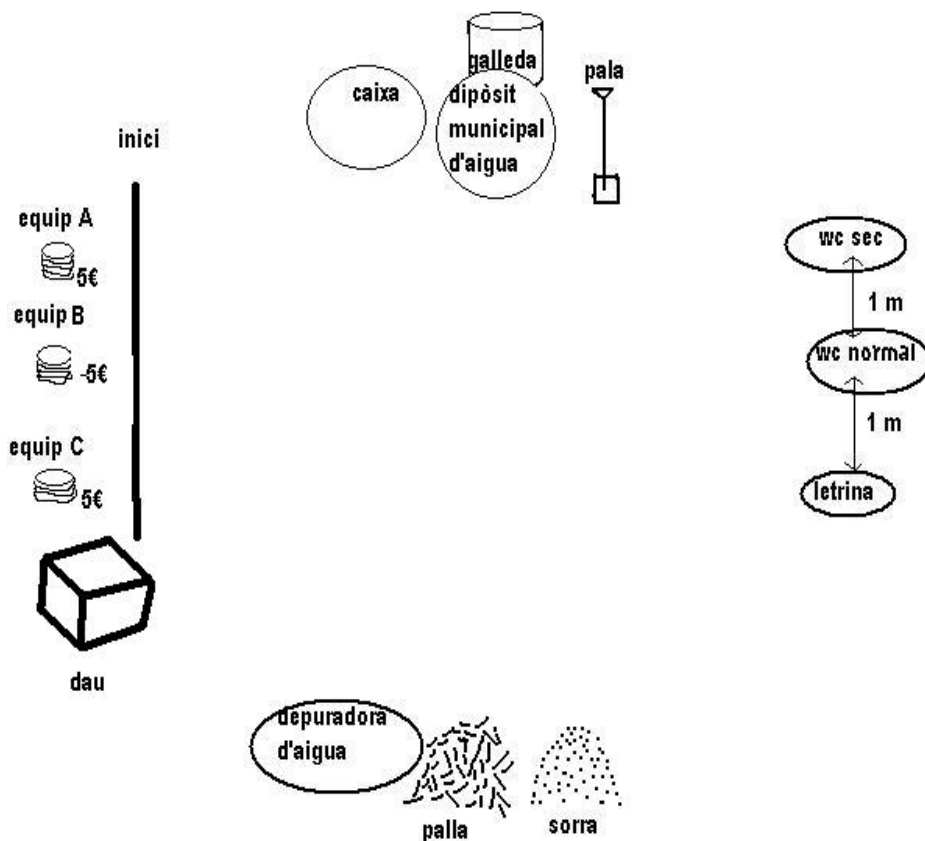 galleda
pala
caixa
dipòsit
municipal
d'aigua
inici
equip A
5€
wc sec
1 m
equip B
-5€
wc normal
1 m
equip C
5€
letrina
dau
depuradora
d'aigua
palla
sorra